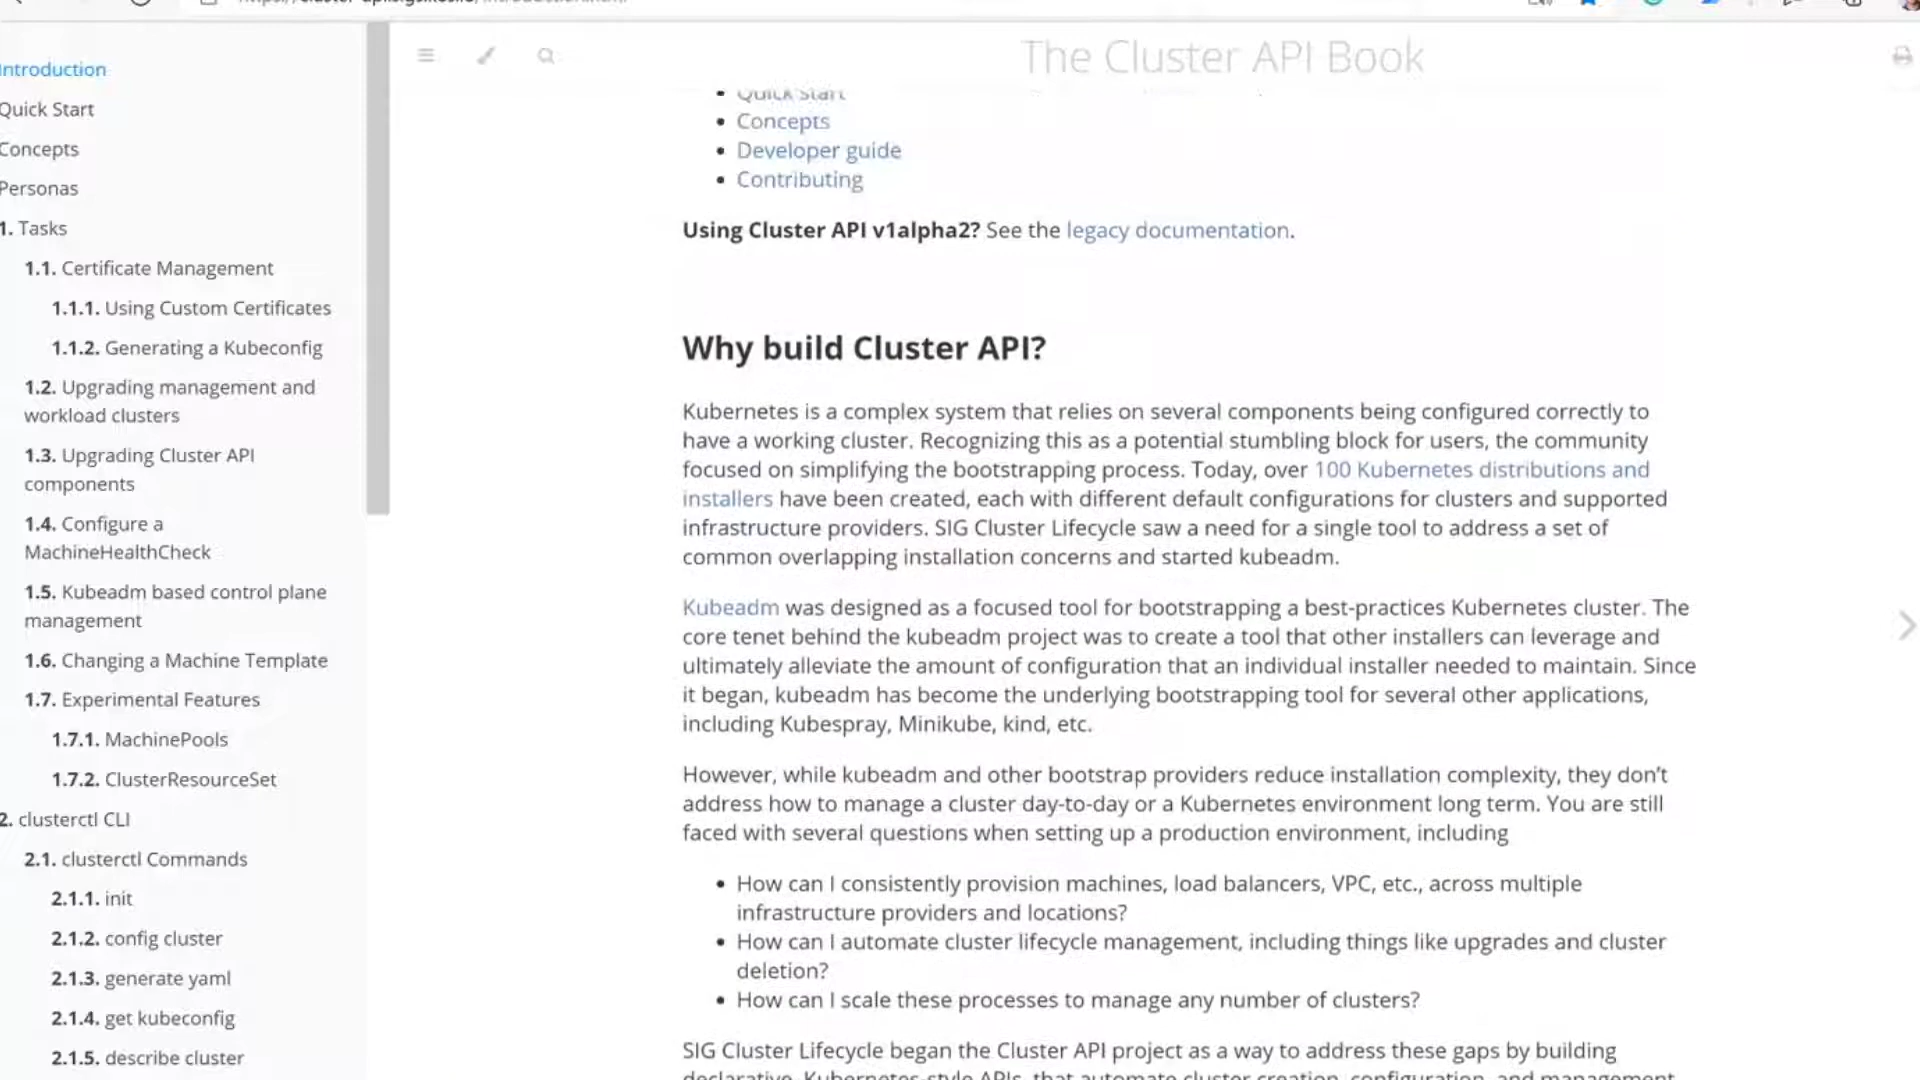 Introduction
Quick Start
Concepts
Personas
1. Tasks
1.1. Certificate Management
1.1.1. Using Custom Certificates
1.1.2. Generating a Kubeconfig
1.2. Upgrading management and
workload clusters
1.3. Upgrading Cluster API
components
1.4. Configure a
MachineHealthCheck
1.5. Kubeadm based control plane
management
1.6. Changing a Machine Template
1.7. Experimental Features
1.7.1. MachinePools
1.7.2. ClusterResourceSet
2. clusterctl CLI
2.1. clusterctl Commands
2.1.1. init
2.1.2. config cluster
2.1.3. generate yaml
2.1.4. get kubeconfig
2.1.5. describe cluster
The Cluster API Book
• Quick Start
• Concepts
• Developer guide
• Contributing
Using Cluster API v1alpha2? See the legacy documentation.
Why build Cluster API?
Kubernetes is a complex system that relies on several components being configured correctly to
have a working cluster. Recognizing this as a potential stumbling block for users, the community
focused on simplifying the bootstrapping process. Today, over 100 Kubernetes distributions and
installers have been created, each with different default configurations for clusters and supported
infrastructure providers. SIG Cluster Lifecycle saw a need for a single tool to address a set of
common overlapping installation concerns and started kubeadm.
Kubeadm was designed as a focused tool for bootstrapping a best-practices Kubernetes cluster. The
core tenet behind the kubeadm project was to create a tool that other installers can leverage and
ultimately alleviate the amount of configuration that an individual installer needed to maintain. Since
it began, kubeadm has become the underlying bootstrapping tool for several other applications,
including Kubespray, Minikube, kind, etc.
However, while kubeadm and other bootstrap providers reduce installation complexity, they don't
address how to manage a cluster day-to-day or a Kubernetes environment long term. You are still
faced with several questions when setting up a production environment, including
• How can I consistently provision machines, load balancers, VPC, etc., across multiple
infrastructure providers and locations?
• How can I automate cluster lifecycle management, including things like upgrades and cluster
deletion?
• How can I scale these processes to manage any number of clusters?
SIG Cluster Lifecycle began the Cluster API project as a way to address these gaps by building
declarative, Kubernetes-style APIs, that automate cluster creation, configuration, and management